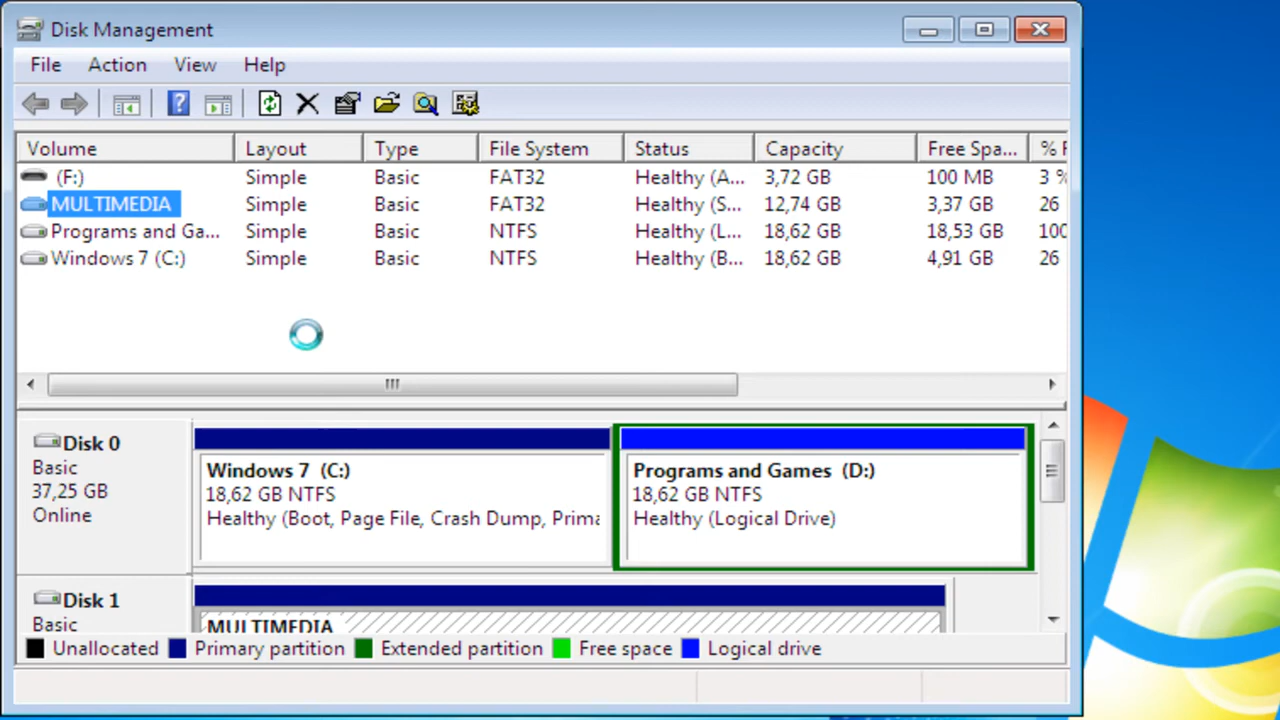 Disk Management
File Action View Help
Volume Layout Type File System Status Capacity Free Spa... %
(F:) Simple Basic FAT32 Healthy (A... 3,72 GB 100 MB 3 %
MULTIMEDIA Simple Basic FAT32 Healthy (S... 12,74 GB 3,37 GB 26
Programs and Ga... Simple Basic NTFS Healthy (L... 18,62 GB 18,53 GB 100
Windows 7 (C:) Simple Basic NTFS Healthy (B... 18,62 GB 4,91 GB 26
Disk 0
Basic
37,25 GB
Online
Windows 7 (C:)
18,62 GB NTFS
Healthy (Boot, Page File, Crash Dump, Prima
Programs and Games (D:)
18,62 GB NTFS
Healthy (Logical Drive)
Disk 1
Basic
MULTIMEDIA
Unallocated Primary partition Extended partition Free space Logical drive